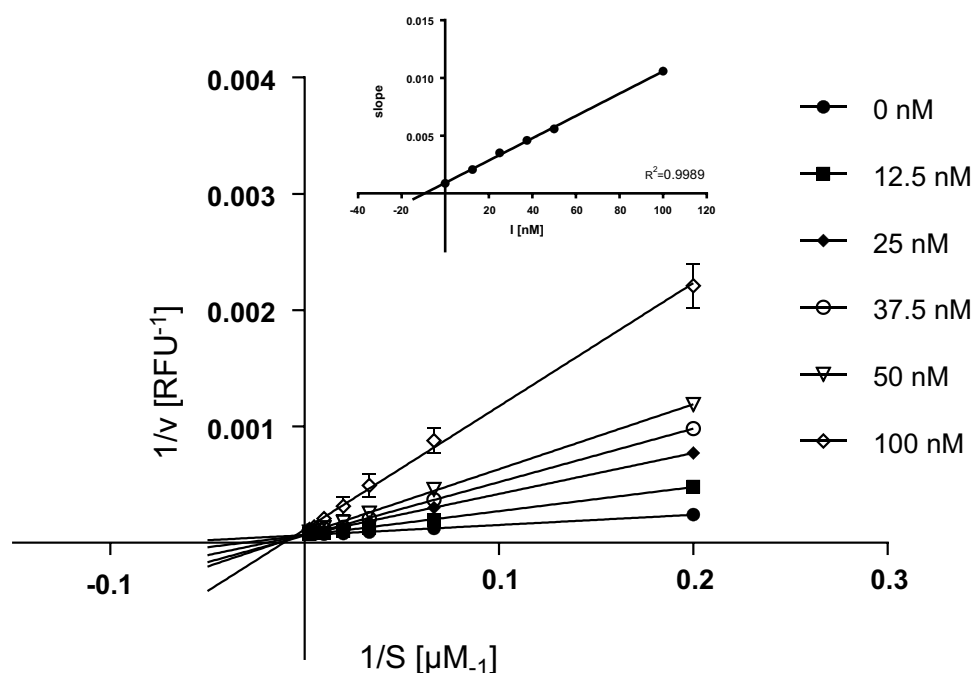 0.015
0.010
0.005
slope
-40 -20 20 40 60 80 100 120
I [nM]
R²=0.9989
0.004
0.003
0.002
0.001
1/v [RFU⁻¹]
-0.1 0.1 0.2 0.3
1/S [µM₋₁]
0 nM
12.5 nM
25 nM
37.5 nM
50 nM
100 nM